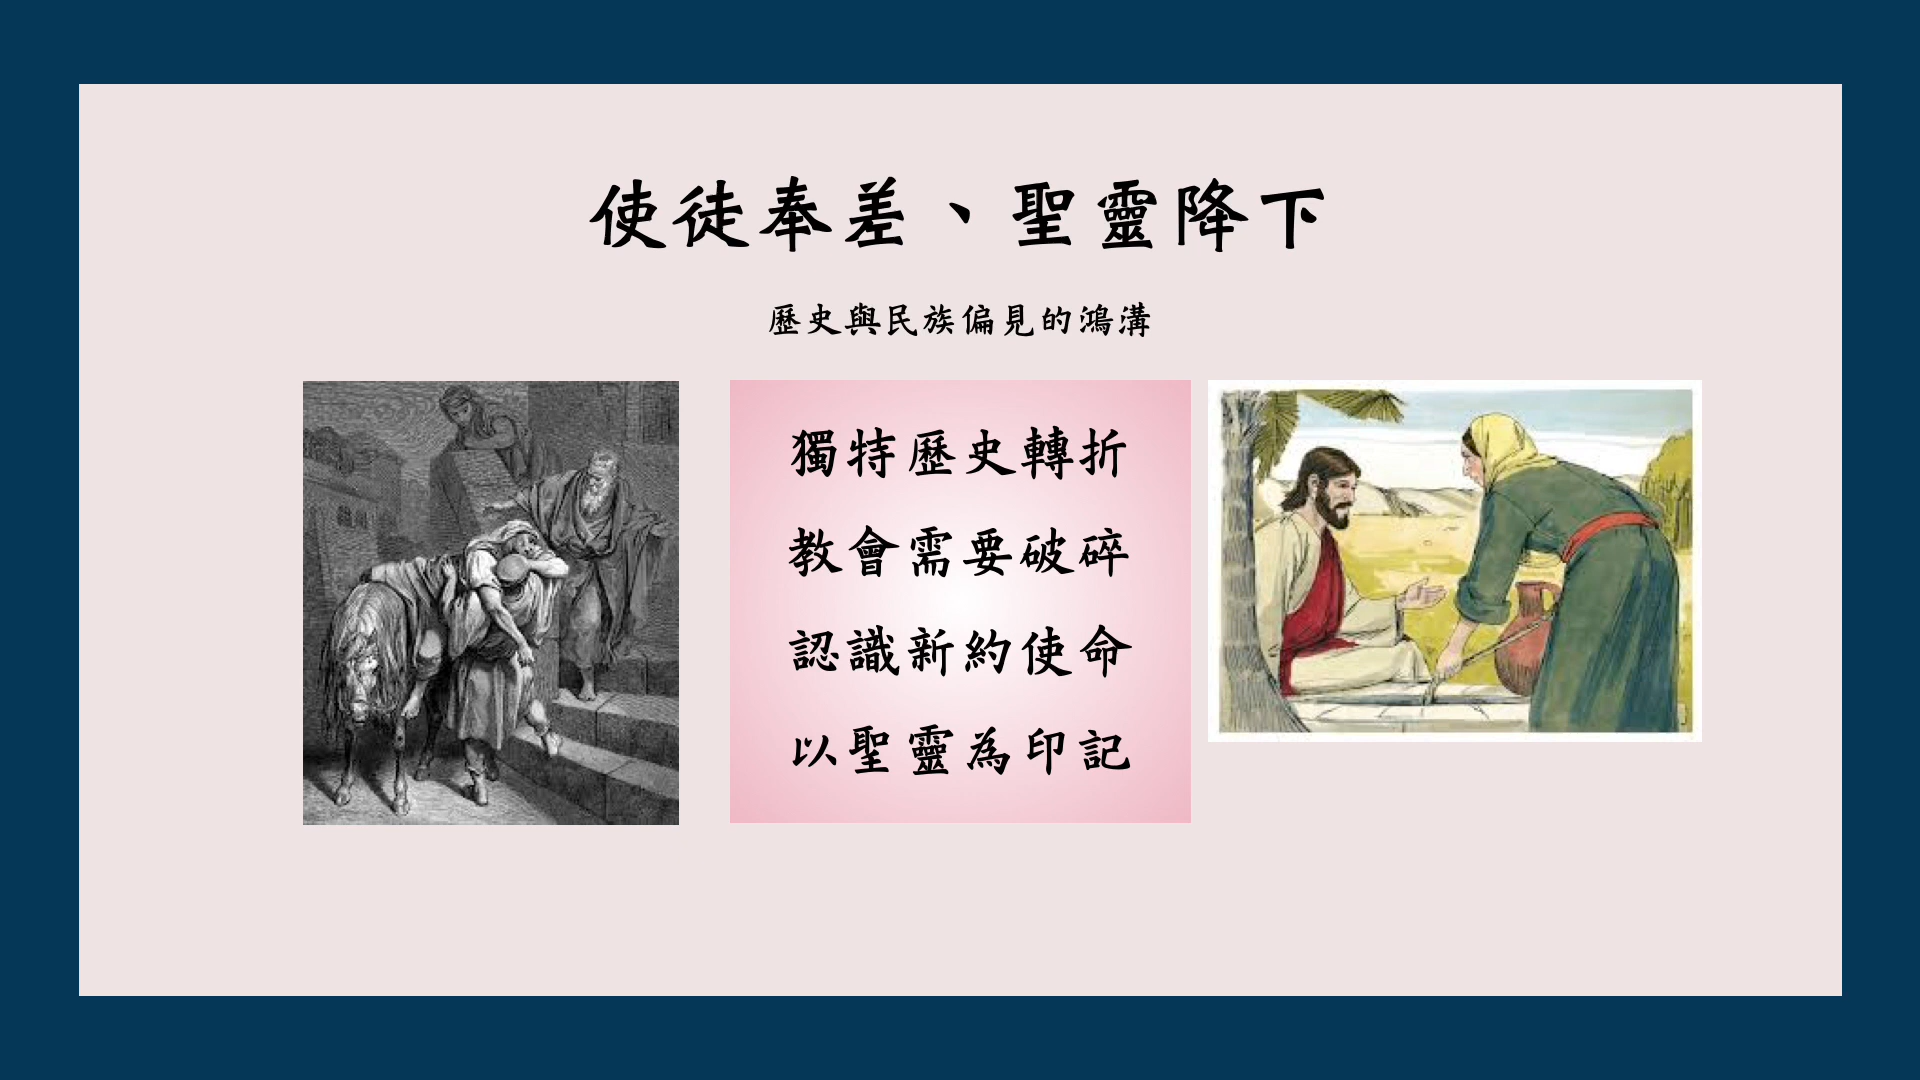 使徒奉差、聖靈降下
歷史與民族偏見的鴻溝
獨特歷史轉折
教會需要破碎
認識新約使命
以聖靈為印記